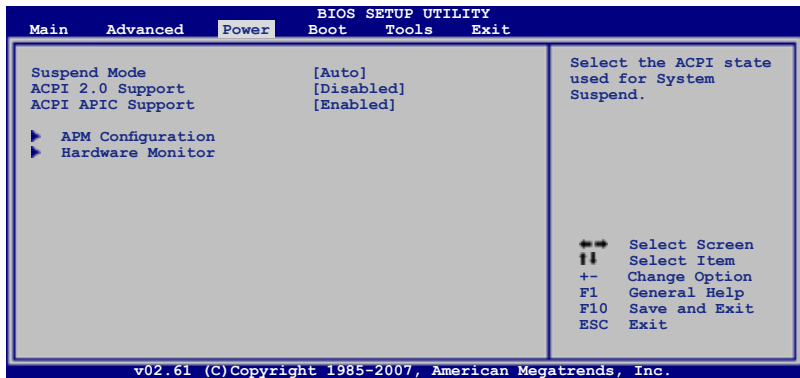 BIOS SETUP UTILITY
Main Advanced Power Boot Tools Exit
Suspend Mode [Auto]
ACPI 2.0 Support [Disabled]
ACPI APIC Support [Enabled]
APM Configuration
Hardware Monitor
Select the ACPI state
used for System
Suspend.
Select Screen
Select Item
+- Change Option
F1 General Help
F10 Save and Exit
ESC Exit
v02.61 (C)Copyright 1985-2007, American Megatrends, Inc.